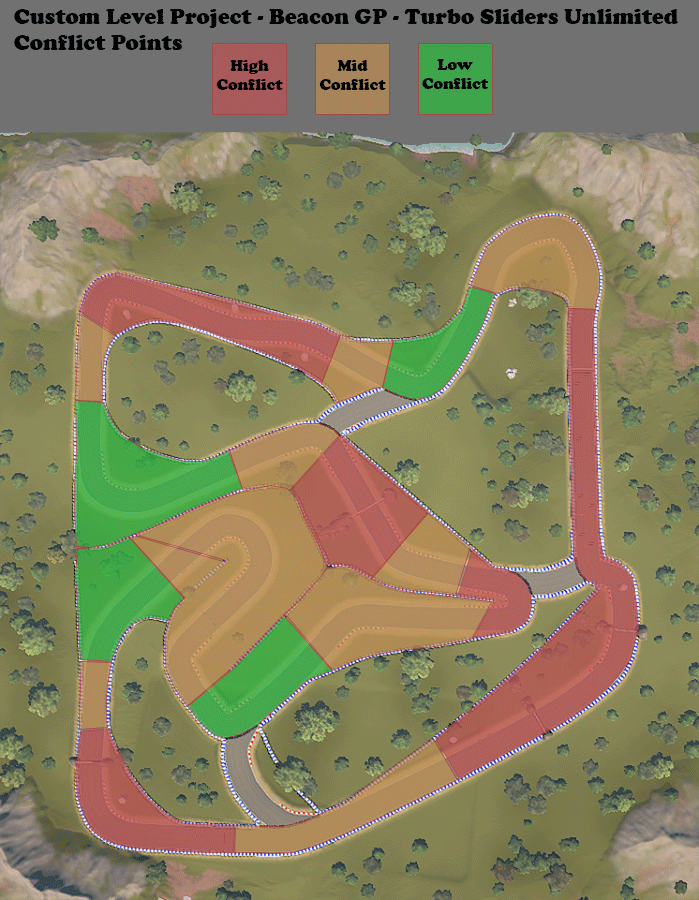 Custom Level Project - Beacon GP - Turbo Sliders Unlimited
Conflict Points
High
Conflict
Mid
Conflict
Low
Conflict